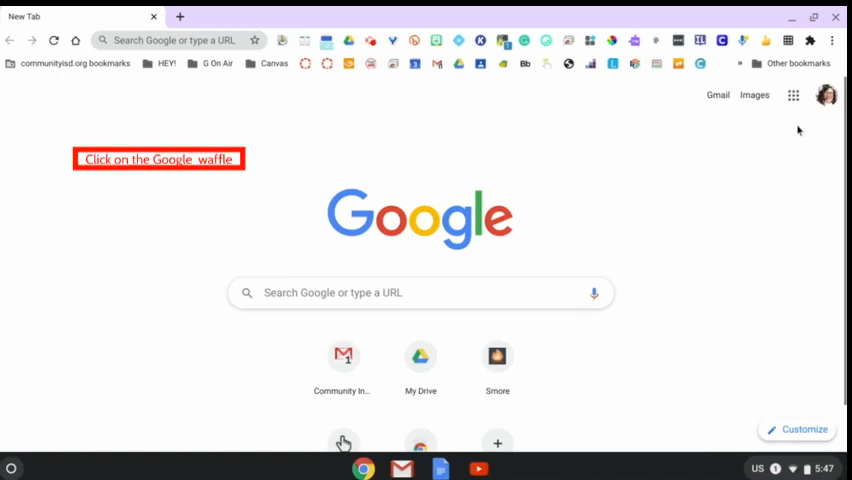 New Tab
Search Google or type a URL
communityisd.org bookmarks HEY! G On Air Canvas Bb » Other bookmarks
Gmail Images
Click on the Google waffle
Google
Search Google or type a URL
Community In... My Drive Smore
Customize
US 1 5:47